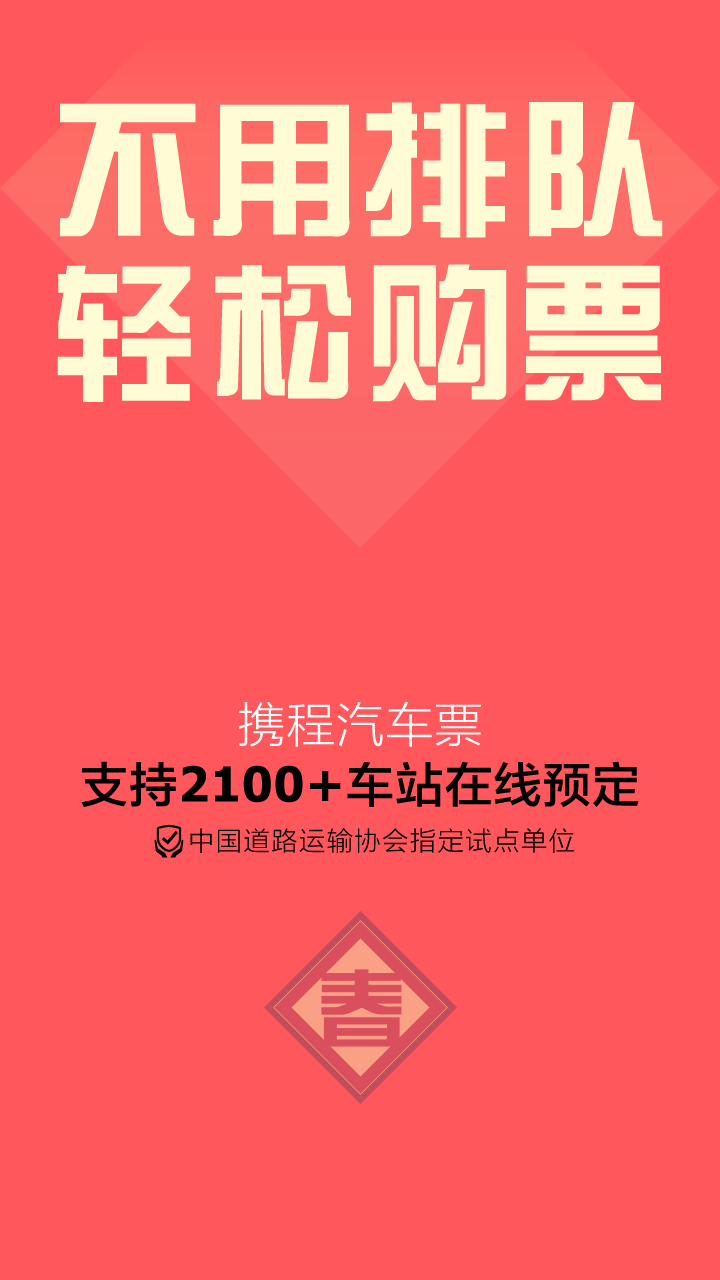 不用排队
轻松购票
携程汽车票
支持2100+车站在线预定
中国道路运输协会指定试点单位
春